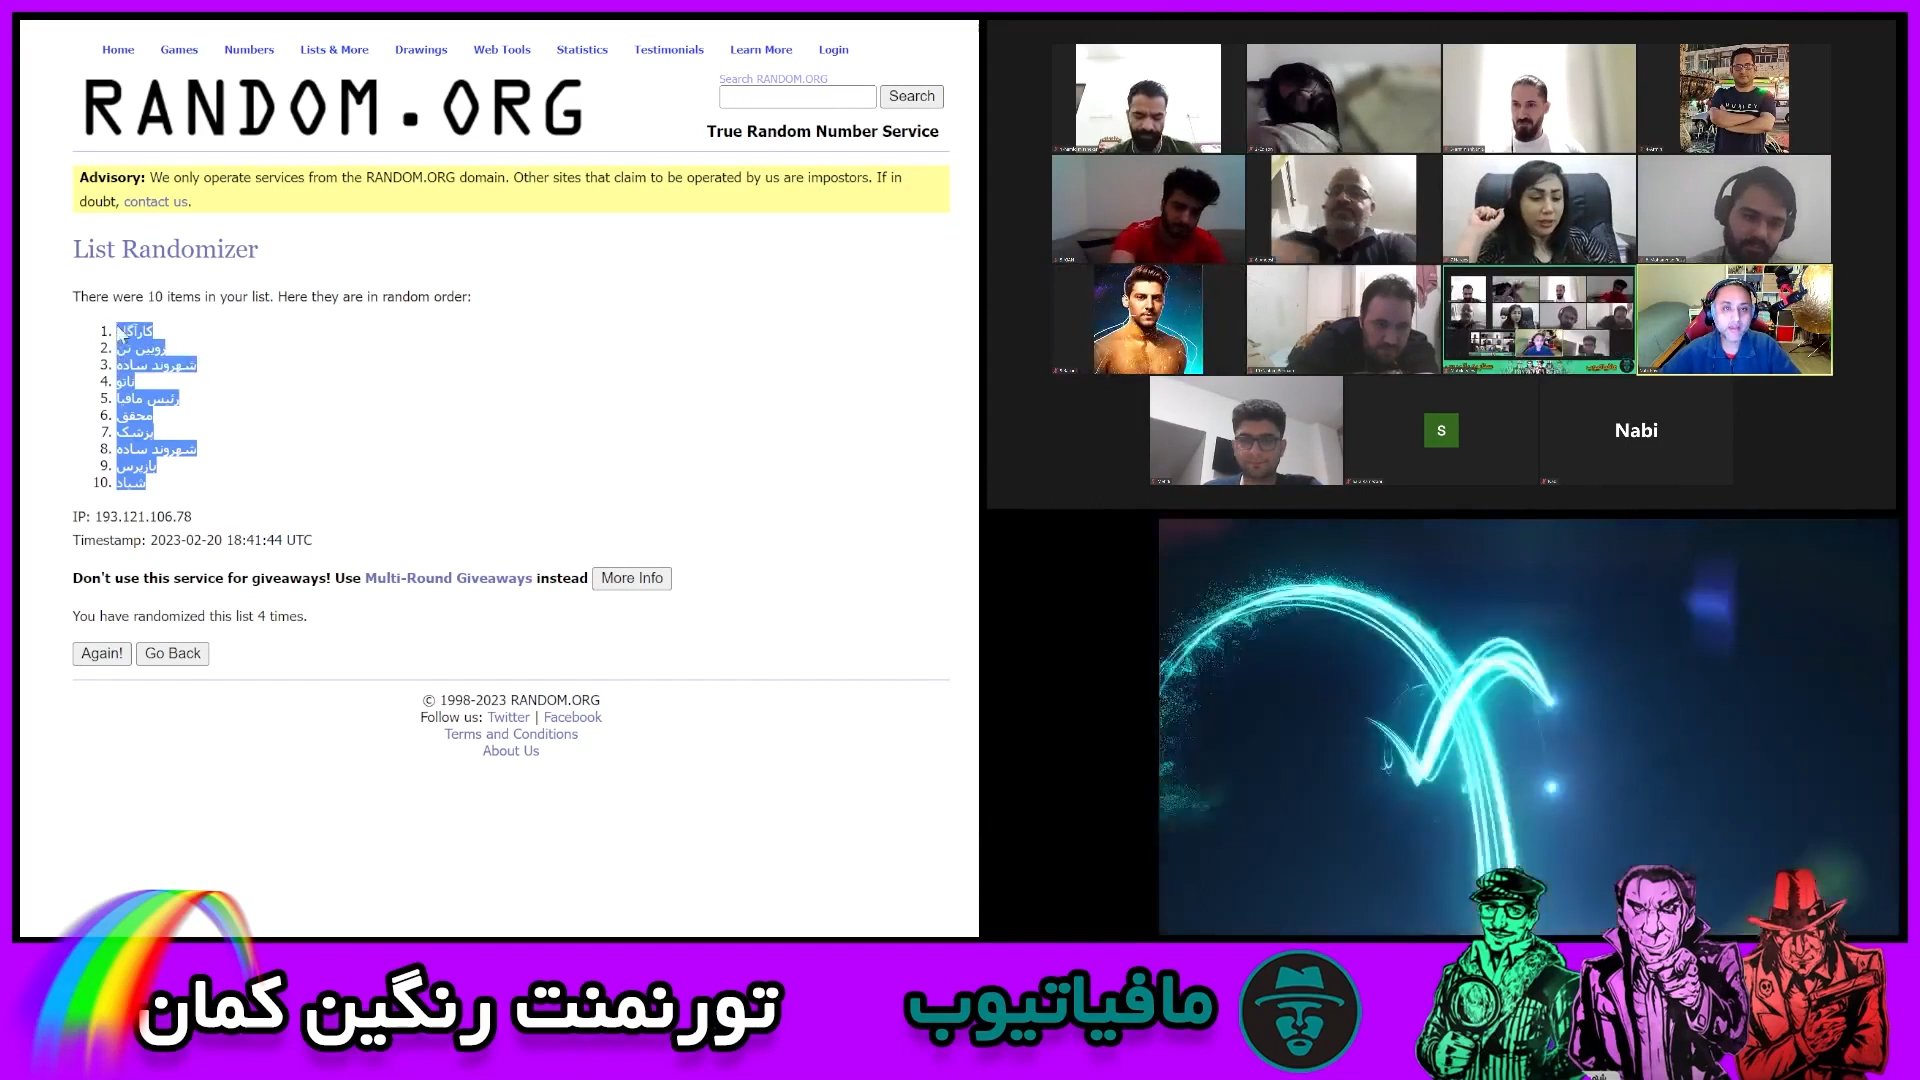 Home Games Numbers Lists & More Drawings Web Tools Statistics Testimonials Learn More Login
RANDOM.ORG
Search RANDOM.ORG
Search
True Random Number Service
Advisory: We only operate services from the RANDOM.ORG domain. Other sites that claim to be operated by us are impostors. If in
doubt, contact us.
List Randomizer
There were 10 items in your list. Here they are in random order:
1. کارآگاه
2. رویین تن
3. شهروند ساده
4. ناتو
5. رئیس مافیا
6. محقق
7. پزشک
8. شهروند ساده
9. بازپرس
10. شیاد
IP: 193.121.106.78
Timestamp: 2023-02-20 18:41:44 UTC
Don't use this service for giveaways! Use Multi-Round Giveaways instead More Info
You have randomized this list 4 times.
Again! Go Back
© 1998-2023 RANDOM.ORG
Follow us: Twitter | Facebook
Terms and Conditions
About Us
S
Nabi
تورنمنت رنگین کمان
مافیاتیوب